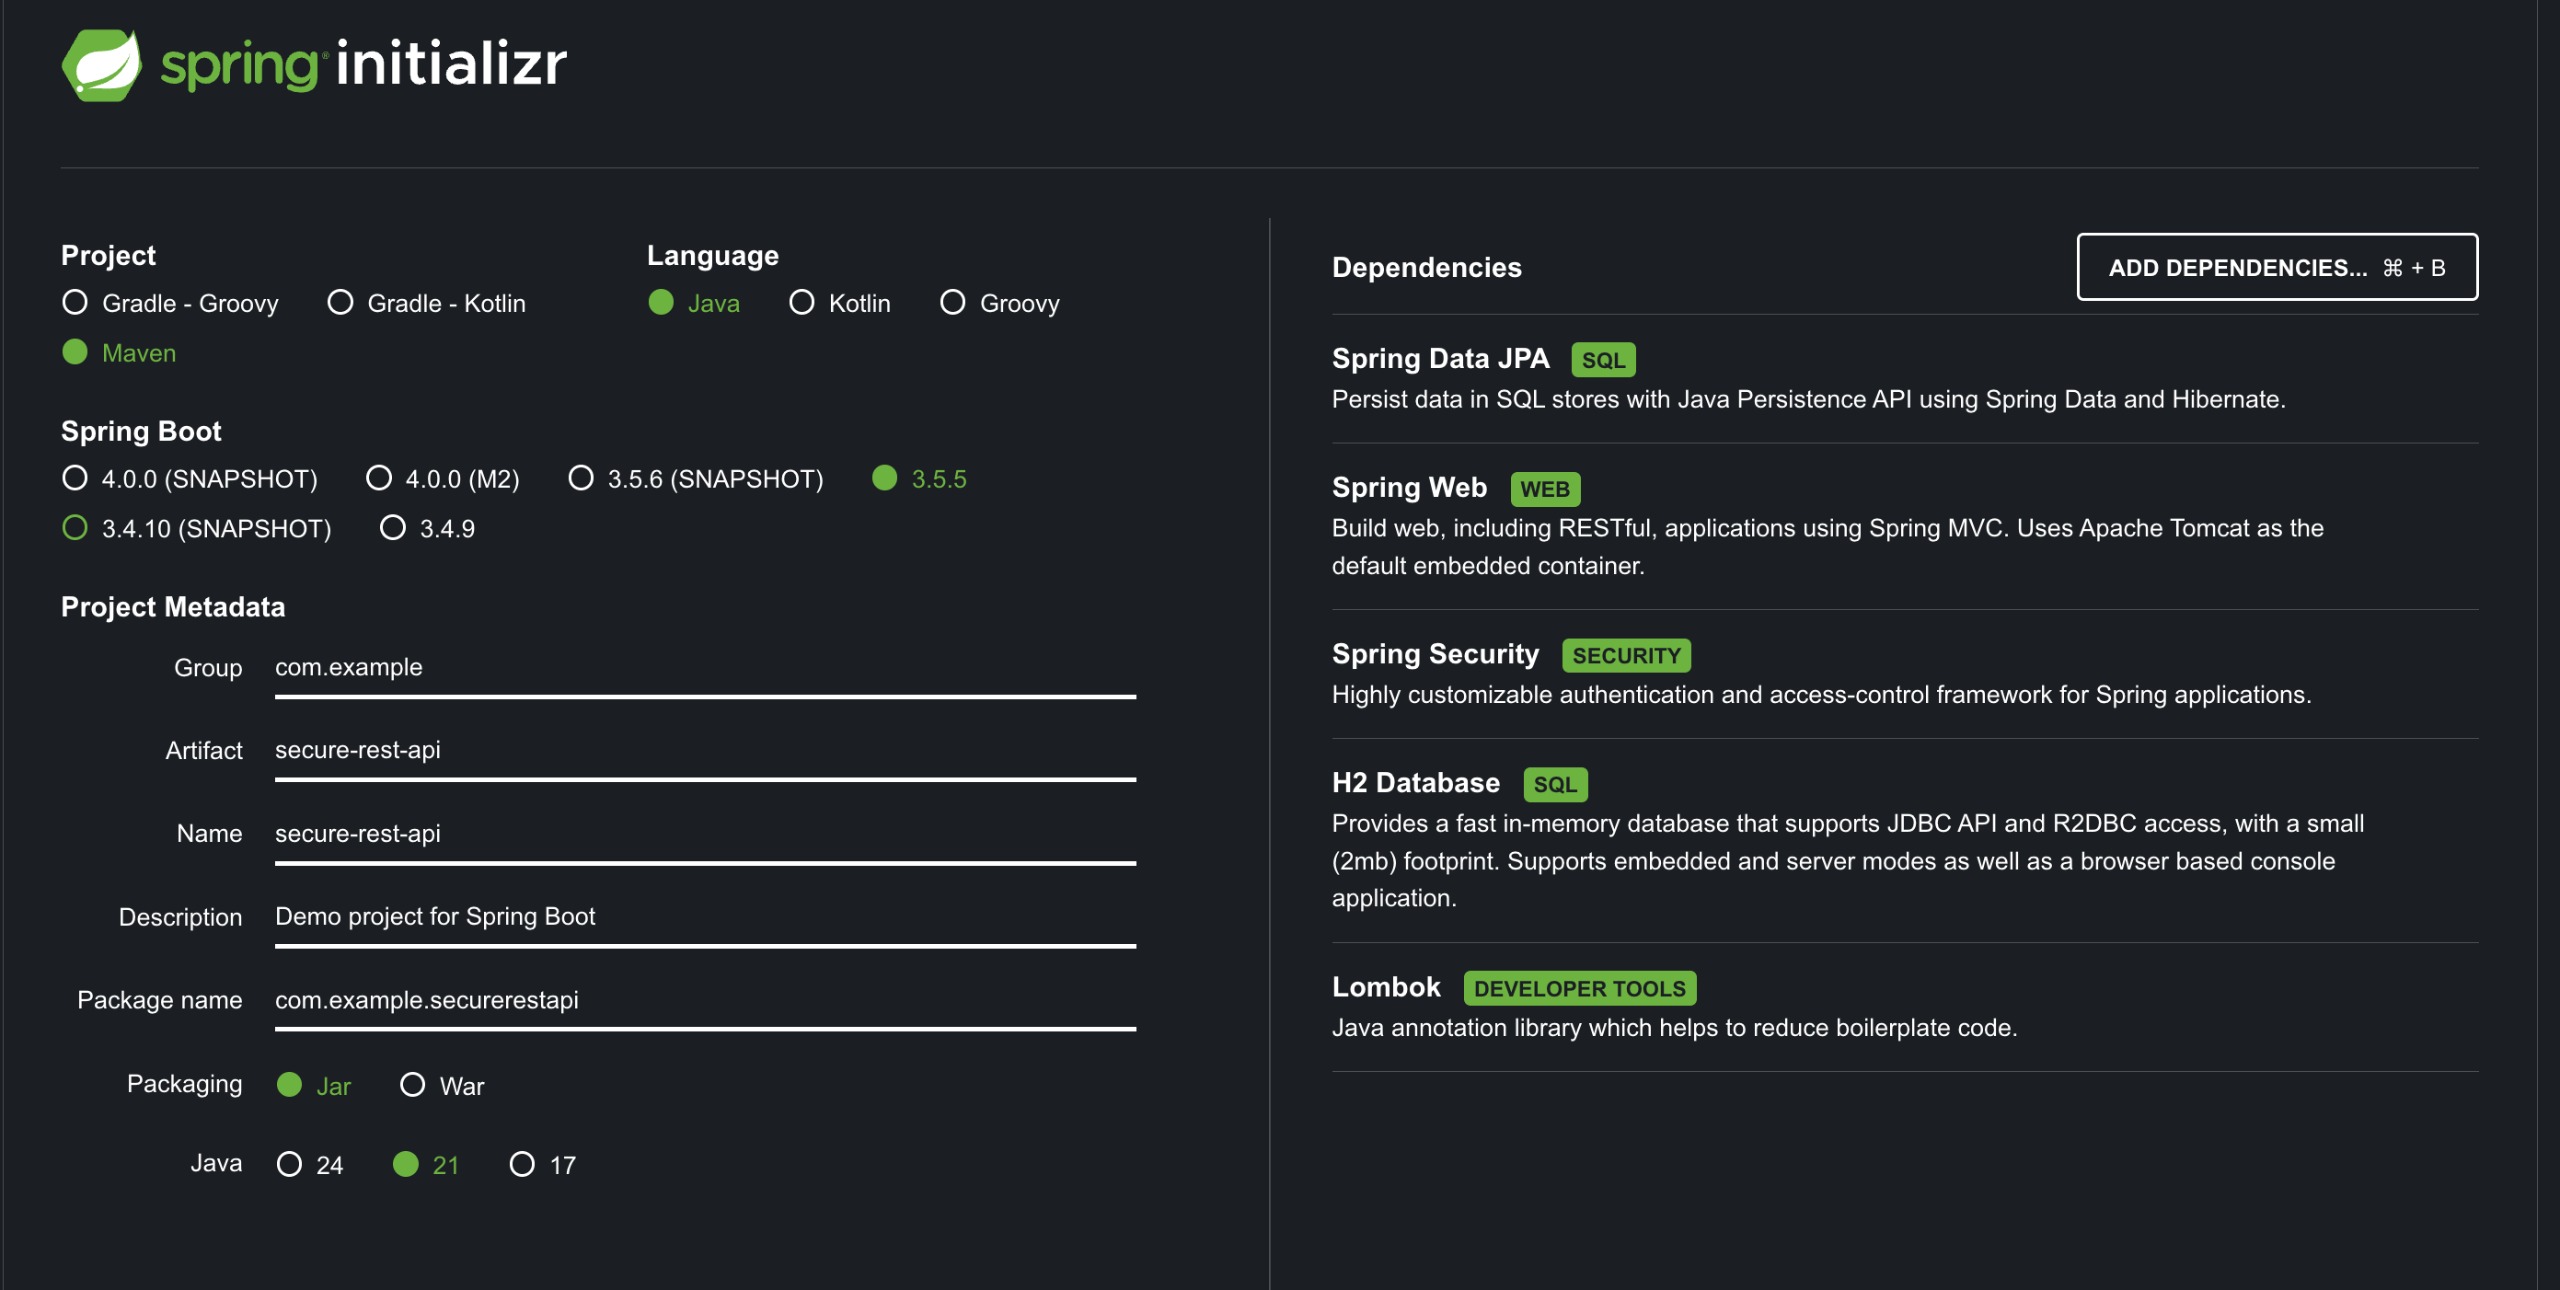 spring® initializr
Project
Gradle - Groovy
Gradle - Kotlin
Maven
Language
Java
Kotlin
Groovy
Spring Boot
4.0.0 (SNAPSHOT)
4.0.0 (M2)
3.5.6 (SNAPSHOT)
3.5.5
3.4.10 (SNAPSHOT)
3.4.9
Project Metadata
Group com.example
Artifact secure-rest-api
Name secure-rest-api
Description Demo project for Spring Boot
Package name com.example.securerestapi
Packaging Jar War
Java 24 21 17
Dependencies
ADD DEPENDENCIES... ⌘ + B
Spring Data JPA SQL
Persist data in SQL stores with Java Persistence API using Spring Data and Hibernate.
Spring Web WEB
Build web, including RESTful, applications using Spring MVC. Uses Apache Tomcat as the
default embedded container.
Spring Security SECURITY
Highly customizable authentication and access-control framework for Spring applications.
H2 Database SQL
Provides a fast in-memory database that supports JDBC API and R2DBC access, with a small
(2mb) footprint. Supports embedded and server modes as well as a browser based console
application.
Lombok DEVELOPER TOOLS
Java annotation library which helps to reduce boilerplate code.